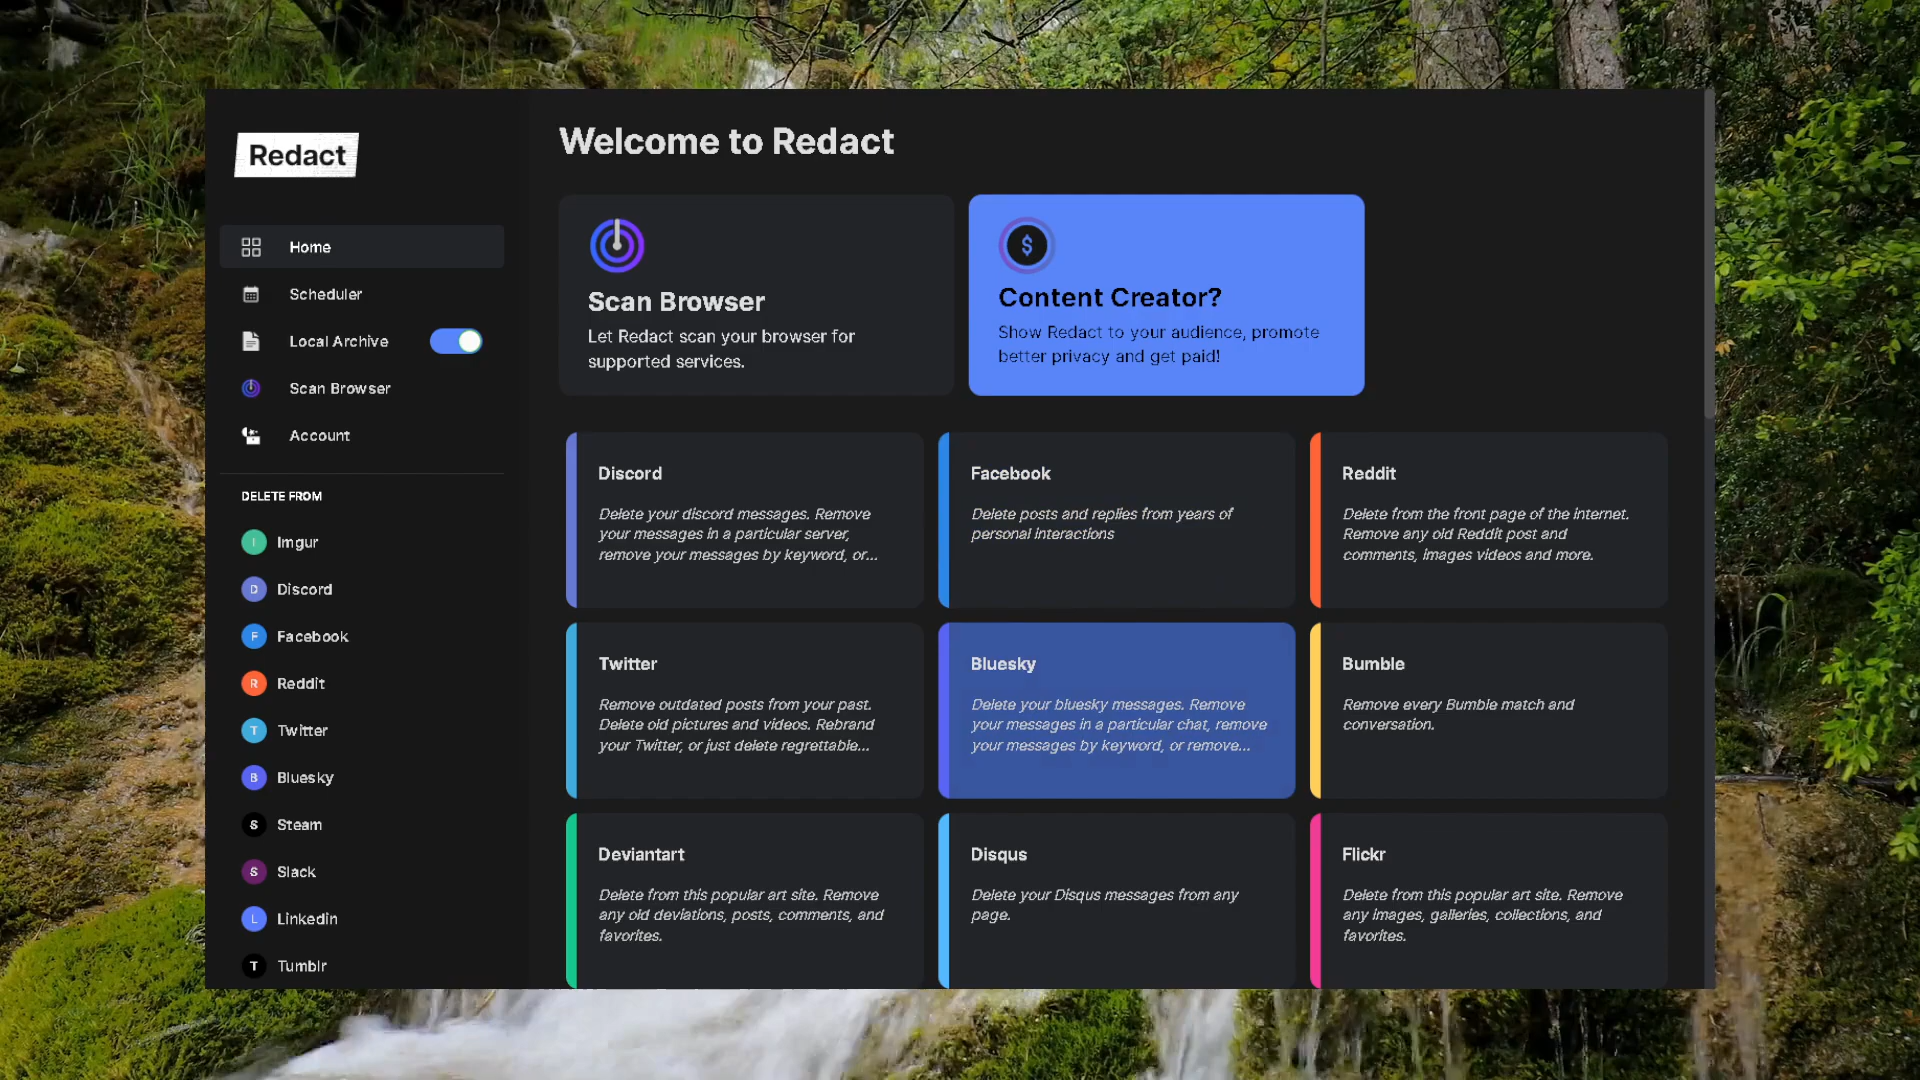 Redact
Home
Scheduler
Local Archive
Scan Browser
Account
DELETE FROM
I Imgur
D Discord
F Facebook
R Reddit
T Twitter
B Bluesky
S Steam
S Slack
L Linkedin
T Tumblr
Welcome to Redact
Scan Browser
Let Redact scan your browser for
supported services.
$
Content Creator?
Show Redact to your audience, promote
better privacy and get paid!
Discord
Delete your discord messages. Remove
your messages in a particular server,
remove your messages by keyword, or...
Facebook
Delete posts and replies from years of
personal interactions
Reddit
Delete from the front page of the internet.
Remove any old Reddit post and
comments, images videos and more.
Twitter
Remove outdated posts from your past.
Delete old pictures and videos. Rebrand
your Twitter, or just delete regrettable...
Bluesky
Delete your bluesky messages. Remove
your messages in a particular chat, remove
your messages by keyword, or remove...
Bumble
Remove every Bumble match and
conversation.
Deviantart
Delete from this popular art site. Remove
any old deviations, posts, comments, and
favorites.
Disqus
Delete your Disqus messages from any
page.
Flickr
Delete from this popular art site. Remove
any images, galleries, collections, and
favorites.